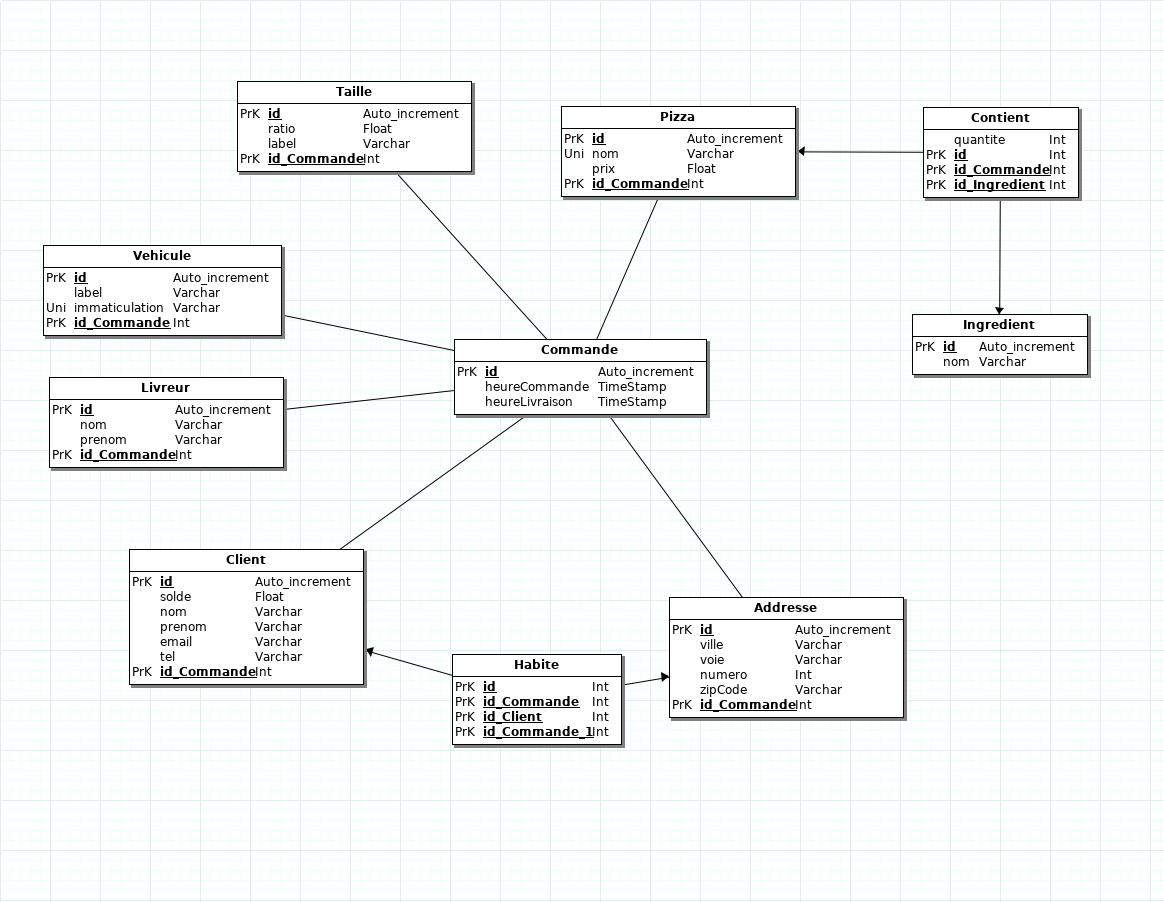 Taille
PrK id Auto_increment
ratio Float
label Varchar
PrK id_Commande Int
Pizza
PrK id Auto_increment
Uni nom Varchar
prix Float
PrK id_Commande Int
Contient
quantite Int
PrK id Int
PrK id_Commande Int
PrK id_Ingredient Int
Vehicule
PrK id Auto_increment
label Varchar
Uni immaticulation Varchar
PrK id_Commande Int
Ingredient
PrK id Auto_increment
nom Varchar
Commande
PrK id Auto_increment
heureCommande TimeStamp
heureLivraison TimeStamp
Livreur
PrK id Auto_increment
nom Varchar
prenom Varchar
PrK id_Commande Int
Client
PrK id Auto_increment
solde Float
nom Varchar
prenom Varchar
email Varchar
tel Varchar
PrK id_Commande Int
Habite
PrK id Int
PrK id_Commande Int
PrK id_Client Int
PrK id_Commande_1 Int
Addresse
PrK id Auto_increment
ville Varchar
voie Varchar
numero Int
zipCode Varchar
PrK id_Commande Int